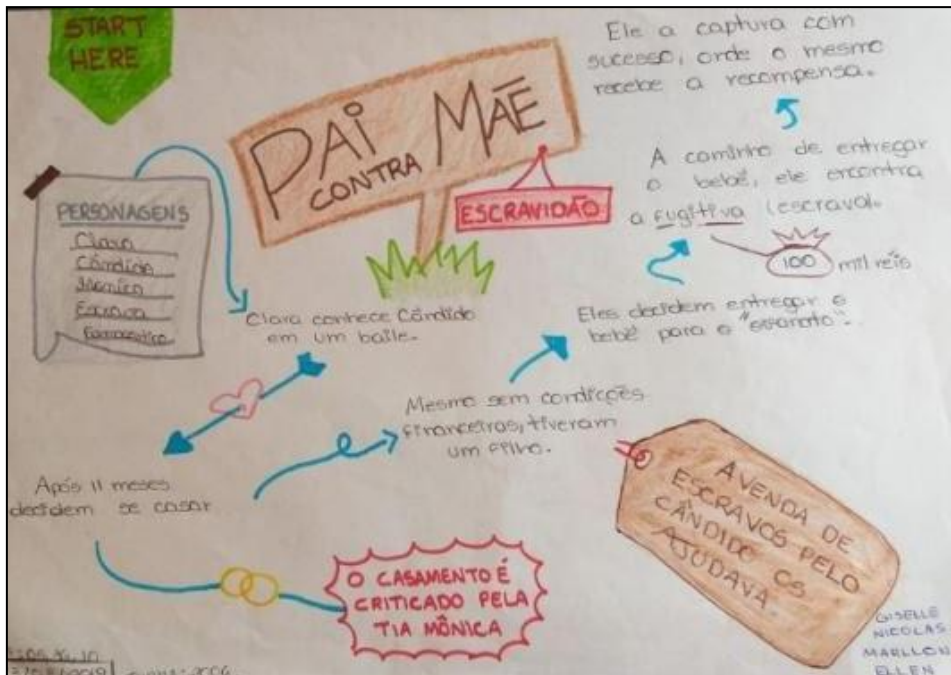 START
HERE
PAI
CONTRA
MÃE
ESCRAVIDÃO
PERSONAGENS
Clara
Cândido
Mônica
Escrava
Farmacêutico
Clara conhece Cândido
em um baile.
Após 11 meses
decidem se casar
O CASAMENTO É
CRITICADO PELA
TIA MÔNICA
Mesmo sem condições
financeiras, tiveram
um filho.
Eles decidem entregar o
bebê para o
A caminho de entregar
o bebê, ele encontra
a fugitiva (escrava).
100 mil réis
Ele a captura com
sucesso, onde o mesmo
recebe a recompensa.
A VENDA DE
ESCRAVOS PELO
CÂNDIDO OS
AJUDAVA.
GISELLE
NICOLAS
MARLLON
ELLEN